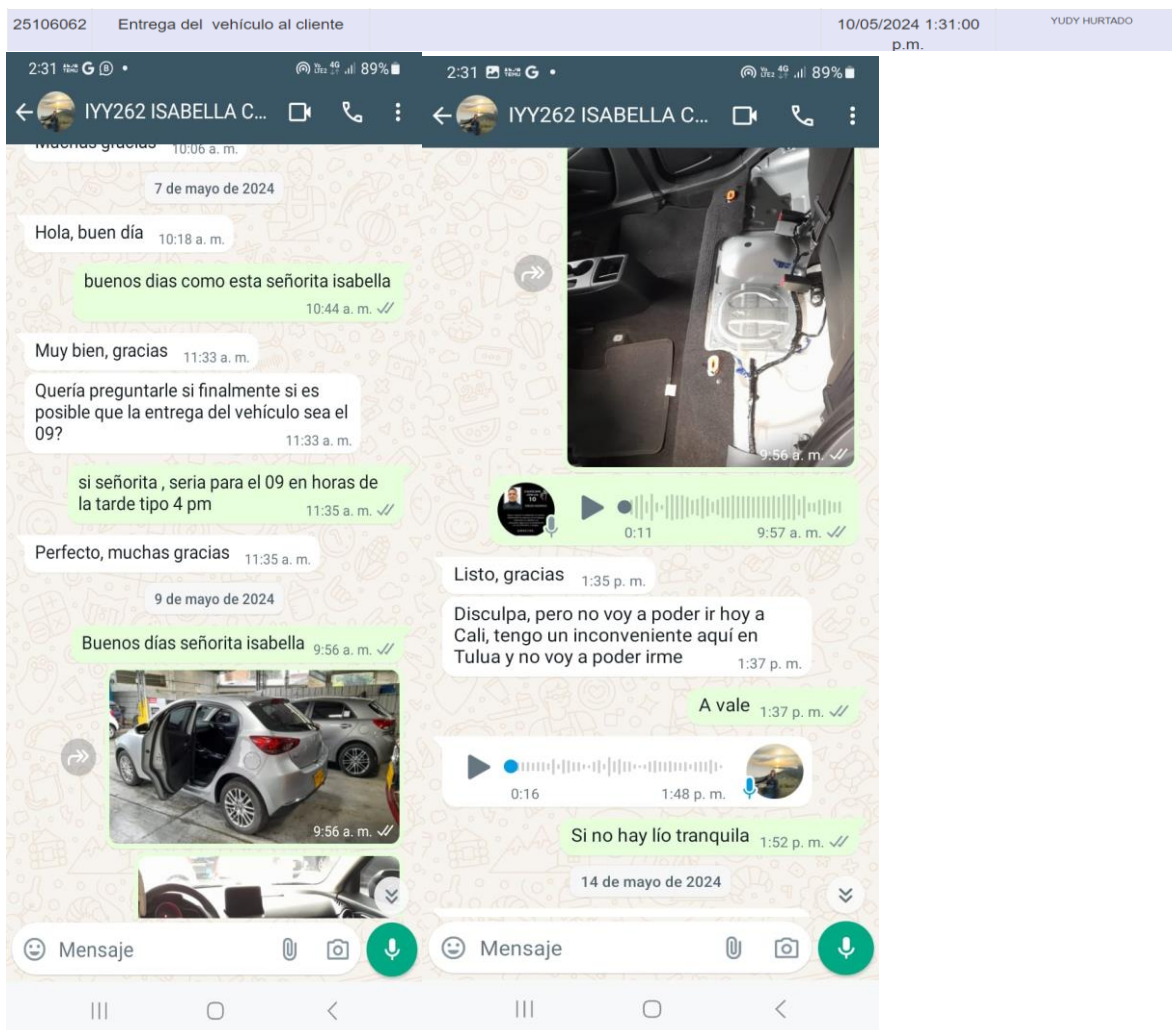 25106062 Entrega del vehículo al cliente 10/05/2024 1:31:00 p.m. YUDY HURTADO
2:31 G 4G 89%
IYY262 ISABELLA C...
10:06 a. m.
7 de mayo de 2024
Hola, buen día 10:18 a. m.
buenos dias como esta señorita isabella
10:44 a. m.
Muy bien, gracias 11:33 a. m.
Quería preguntarle si finalmente si es
posible que la entrega del vehículo sea el
09?
11:33 a. m.
si señorita , seria para el 09 en horas de
la tarde tipo 4 pm 11:35 a. m.
Perfecto, muchas gracias 11:35 a. m.
9 de mayo de 2024
Buenos días señorita isabella 9:56 a. m.
9:56 a. m.
Mensaje
2:31 G 4G 89%
IYY262 ISABELLA C...
9:56 a. m.
0:11 9:57 a. m.
Listo, gracias 1:35 p. m.
Disculpa, pero no voy a poder ir hoy a
Cali, tengo un inconveniente aquí en
Tulua y no voy a poder irme 1:37 p. m.
A vale 1:37 p. m.
0:16 1:48 p. m.
Si no hay lío tranquila 1:52 p. m.
14 de mayo de 2024
Mensaje